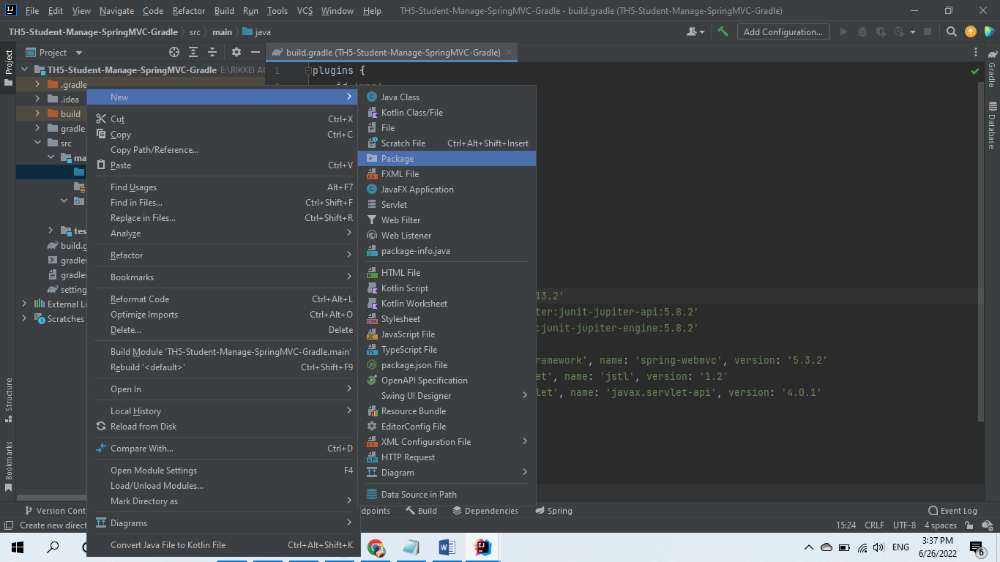 File Edit View Navigate Code Refactor Build Run Tools VCS Window Help TH5-Student-Manage-SpringMVC-Gradle - build.gradle (TH5-Student-Manage-SpringMVC-Gradle)
TH5-Student-Manage-SpringMVC-Gradle src main java Add Configuration...
Project
build.gradle (TH5-Student-Manage-SpringMVC-Gradle)
TH5-Student-Manage-SpringMVC-Gradle E:\RIKKEI
.gradle
.idea
build
gradle
src
build.g
gradlew
settin
External Li
Scratches
1 plugins {
New
Cut Ctrl+X
Copy Ctrl+C
Copy Path/Reference...
Paste Ctrl+V
Find Usages Alt+F7
Find in Files... Ctrl+Shift+F
Replace in Files... Ctrl+Shift+R
Analyze
Refactor
Bookmarks
Reformat Code Ctrl+Alt+L
Optimize Imports Ctrl+Alt+O
Delete... Delete
Build Module 'TH5-Student-Manage-SpringMVC-Gradle.main'
Rebuild '<default>' Ctrl+Shift+F9
Open In
Local History
Reload from Disk
Compare With... Ctrl+D
Open Module Settings F4
Load/Unload Modules...
Mark Directory as
Diagrams
Convert Java File to Kotlin File Ctrl+Alt+Shift+K
Java Class
Kotlin Class/File
File
Scratch File Ctrl+Alt+Shift+Insert
Package
FXML File
JavaFX Application
Servlet
Web Filter
Web Listener
package-info.java
HTML File
Kotlin Script
Kotlin Worksheet
Stylesheet
JavaScript File
TypeScript File
package.json File
OpenAPI Specification
Swing UI Designer
Resource Bundle
EditorConfig File
XML Configuration File
HTTP Request
Diagram
Data Source in Path
13.2'
ter:junit-jupiter-api:5.8.2'
:junit-jupiter-engine:5.8.2'
ramework', name: 'spring-webmvc', version: '5.3.2'
et', name: 'jstl', version: '1.2'
let', name: 'javax.servlet-api', version: '4.0.1'
Project
Structure
Bookmarks
Gradle
Database
Version Cont dpoints Build Dependencies Spring Event Log
Create new direct 15:24 CRLF UTF-8 4 spaces
ENG 3:37 PM
6/26/2022
6